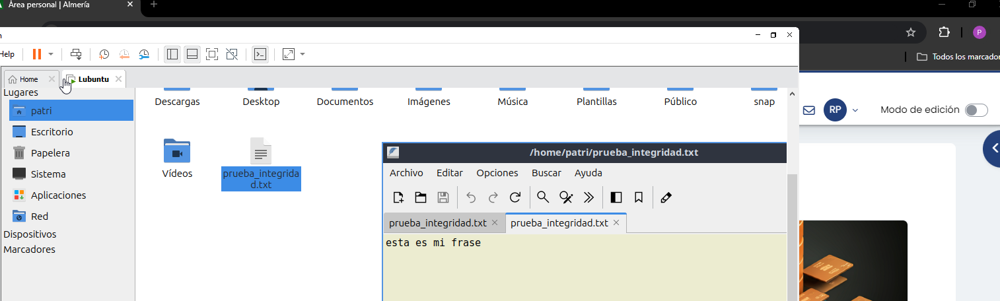 Área personal | Almería
Help
Home
Lubuntu
Todos los marcador
RP
Modo de edición
P
Lugares
patri
Escritorio
Papelera
Sistema
Aplicaciones
Red
Dispositivos
Marcadores
Descargas
Desktop
Documentos
Imágenes
Música
Plantillas
Público
snap
Vídeos
prueba_integrida
d.txt
/home/patri/prueba_integridad.txt
Archivo Editar Opciones Buscar Ayuda
prueba_integridad.txt
prueba_integridad.txt
esta es mi frase